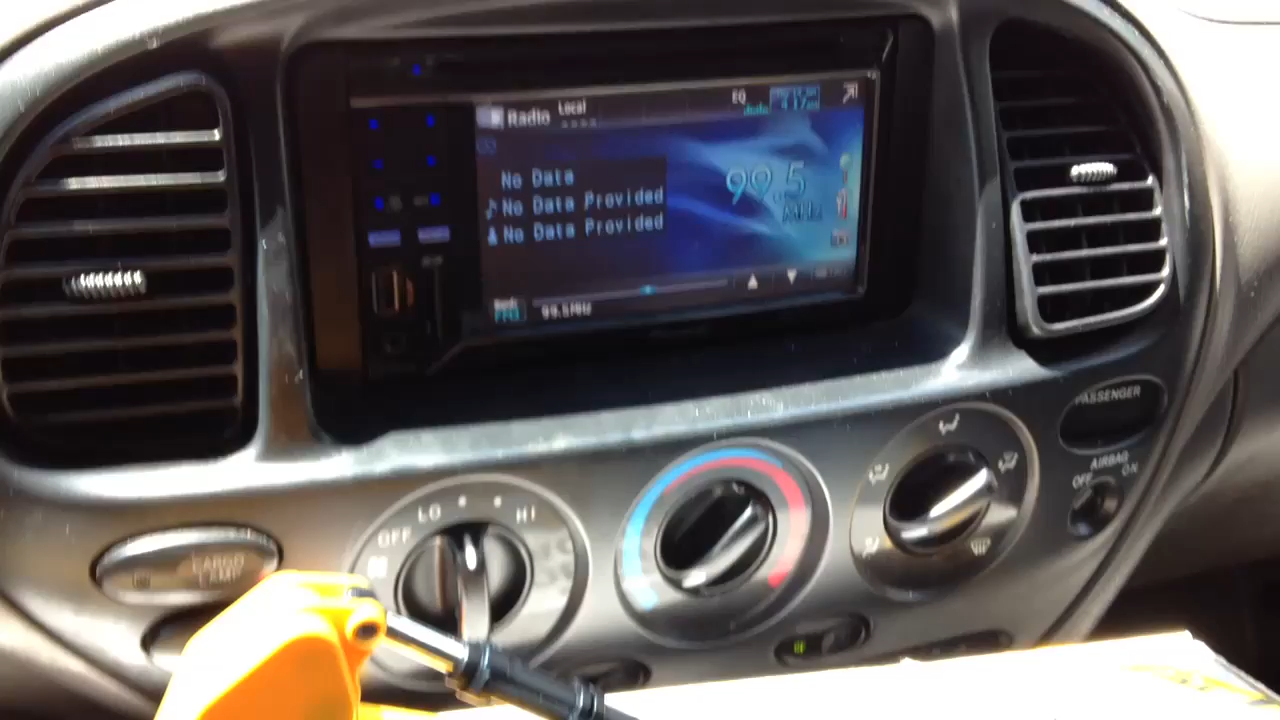 Radio Local
EQ
No Data
No Data Provided
No Data Provided
99.5
MHz
99.5MHz
PASSENGER
AIRBAG
OFF ON
OFF LO HI
CARGO
LAMP